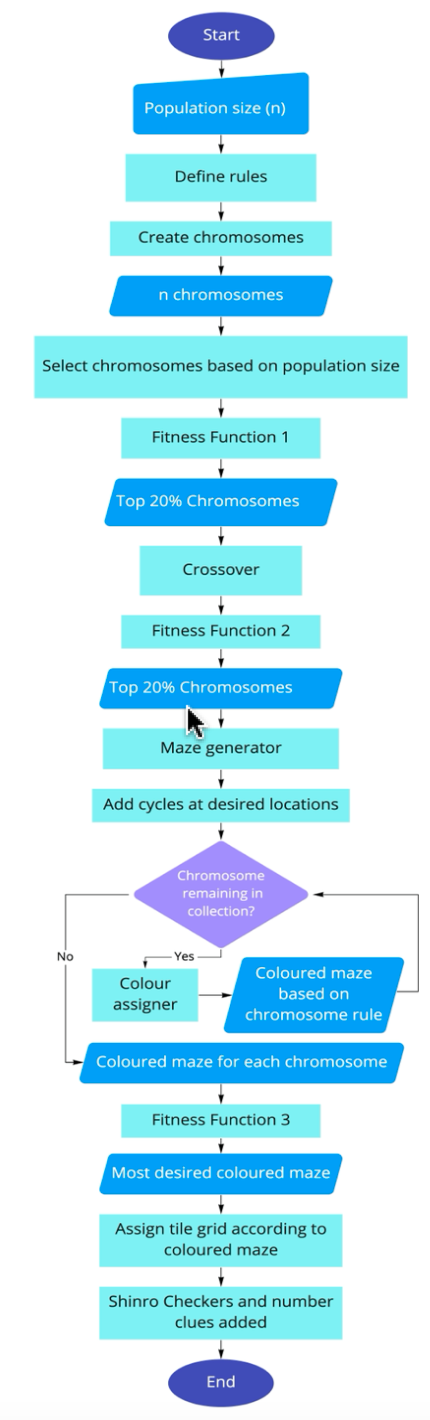 Start
Population size (n)
Define rules
Create chromosomes
n chromosomes
Select chromosomes based on population size
Fitness Function 1
Top 20% Chromosomes
Crossover
Fitness Function 2
Top 20% Chromosomes
Maze generator
Add cycles at desired locations
Chromosome
remaining in
collection?
No
Yes
Colour
assigner
Coloured maze
based on
chromosome rule
Coloured maze for each chromosome
Fitness Function 3
Most desired coloured maze
Assign tile grid according to
coloured maze
Shinro Checkers and number
clues added
End